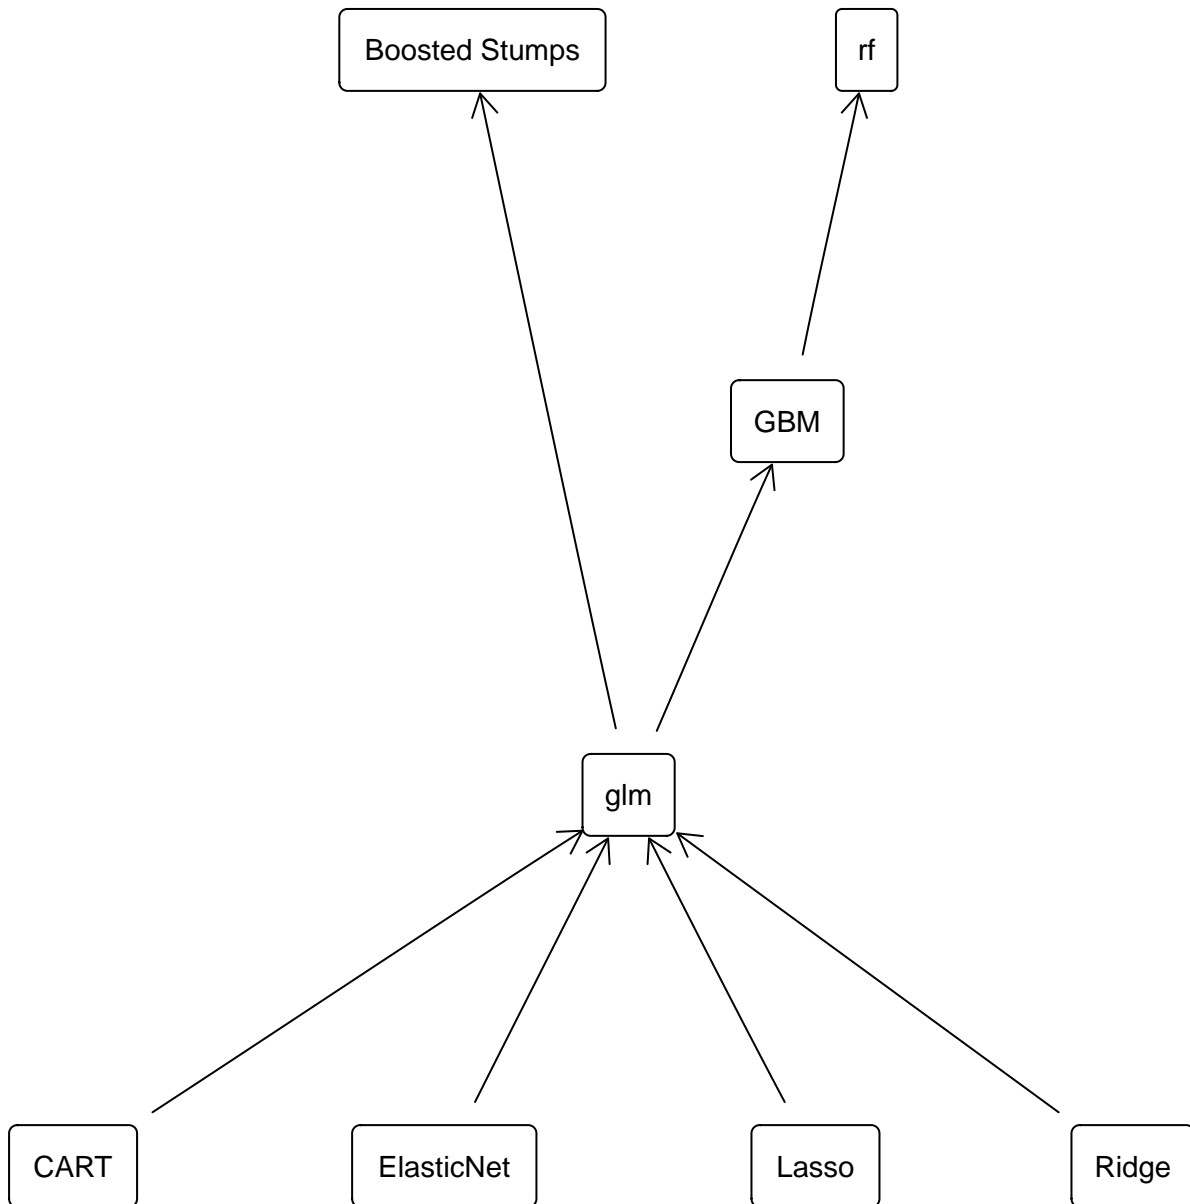 Boosted Stumps
rf
GBM
glm
CART
ElasticNet
Lasso
Ridge